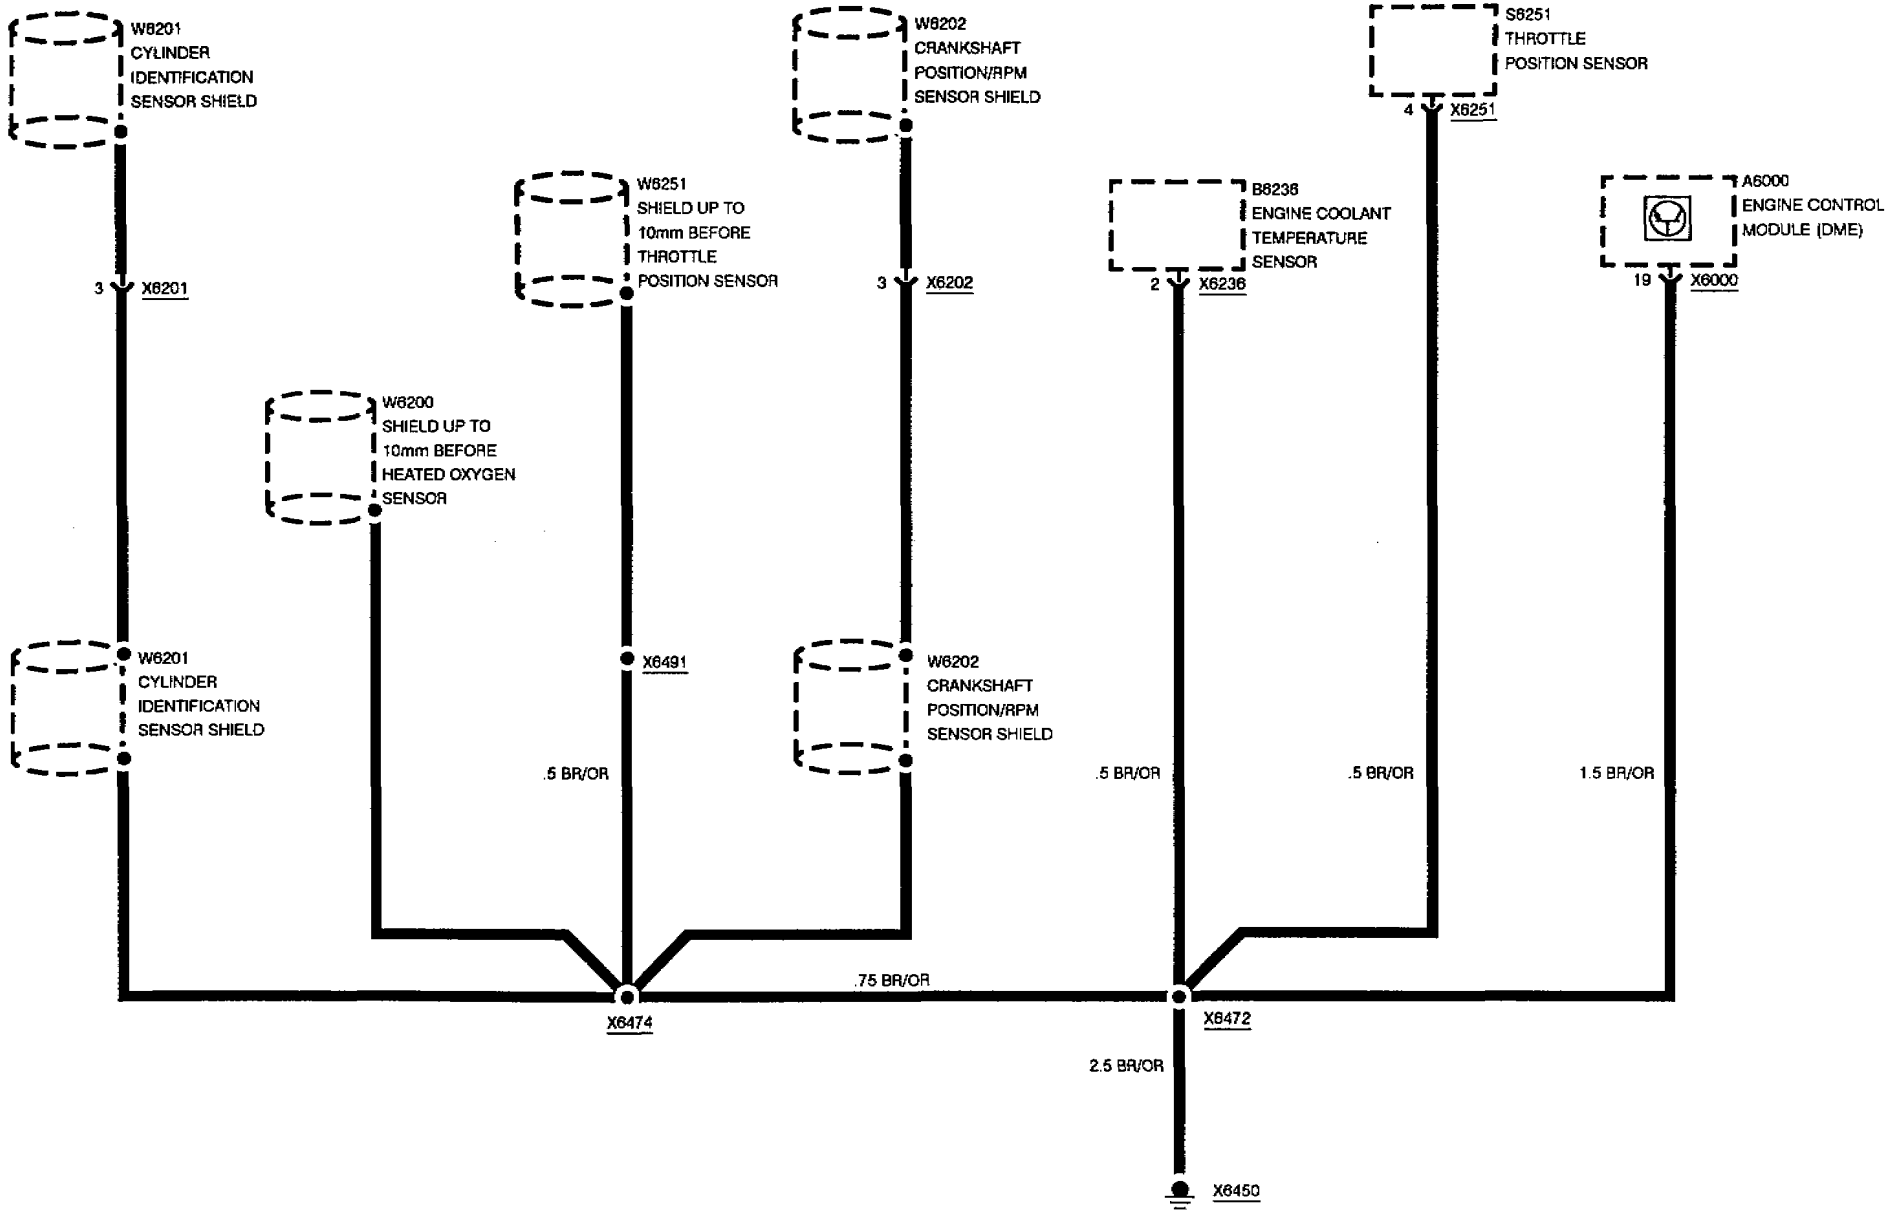 W6201
CYLINDER
IDENTIFICATION
SENSOR SHIELD
W6202
CRANKSHAFT
POSITION/RPM
SENSOR SHIELD
S6251
THROTTLE
POSITION SENSOR
4 X6251
W6251
SHIELD UP TO
10mm BEFORE
THROTTLE
POSITION SENSOR
B6236
ENGINE COOLANT
TEMPERATURE
SENSOR
A6000
ENGINE CONTROL
MODULE (DME)
3 X6201
3 X6202
2 X6236
19 X6000
W6200
SHIELD UP TO
10mm BEFORE
HEATED OXYGEN
SENSOR
W6201
CYLINDER
IDENTIFICATION
SENSOR SHIELD
X6491
W6202
CRANKSHAFT
POSITION/RPM
SENSOR SHIELD
.5 BR/OR
.5 BR/OR
.5 BR/OR
1.5 BR/OR
.75 BR/OR
X6474
X6472
2.5 BR/OR
X6450